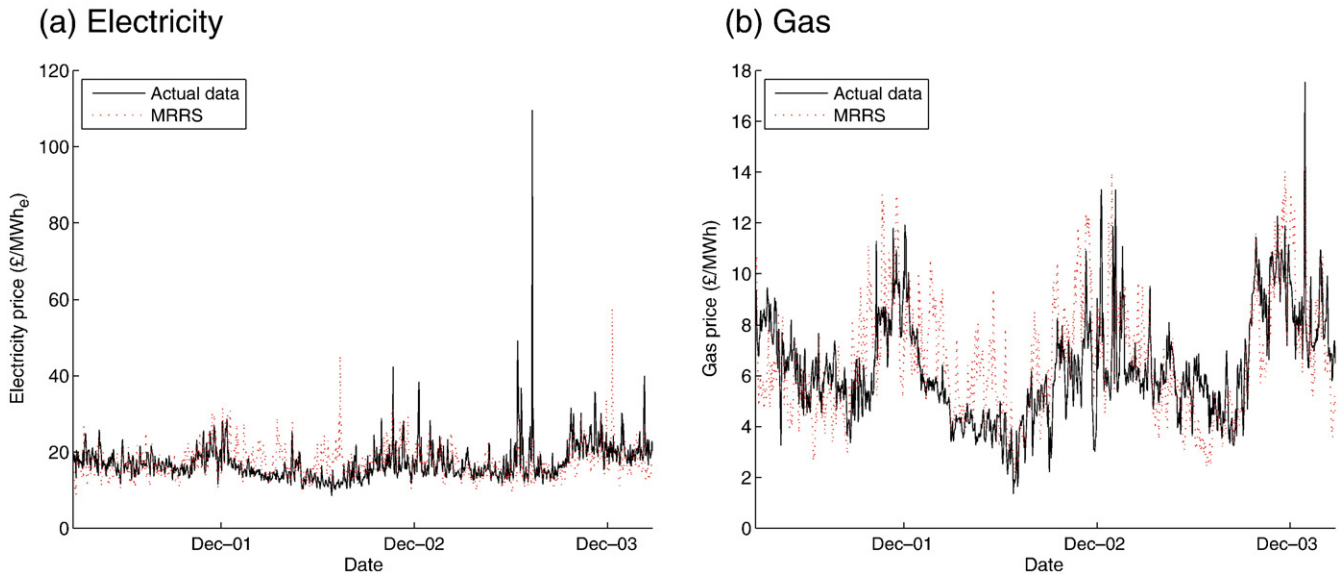 (a) Electricity
120
100
80
60
40
20
0
Electricity price (£/MWhₑ)
Actual data
MRRS
Dec–01
Dec–02
Dec–03
Date
(b) Gas
18
16
14
12
10
8
6
4
2
0
Gas price (£/MWh)
Actual data
MRRS
Dec–01
Dec–02
Dec–03
Date